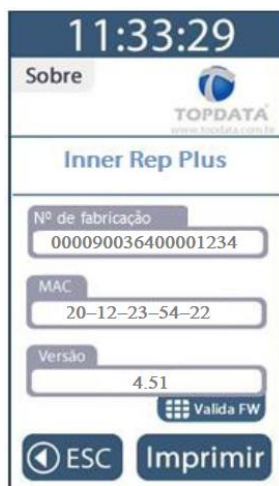 11:33:29
Sobre
TOPDATA
www.topdata.com.br
Inner Rep Plus
Nº de fabricação
000090036400001234
MAC
20–12–23–54–22
Versão
4.51
Valida FW
ESC
Imprimir